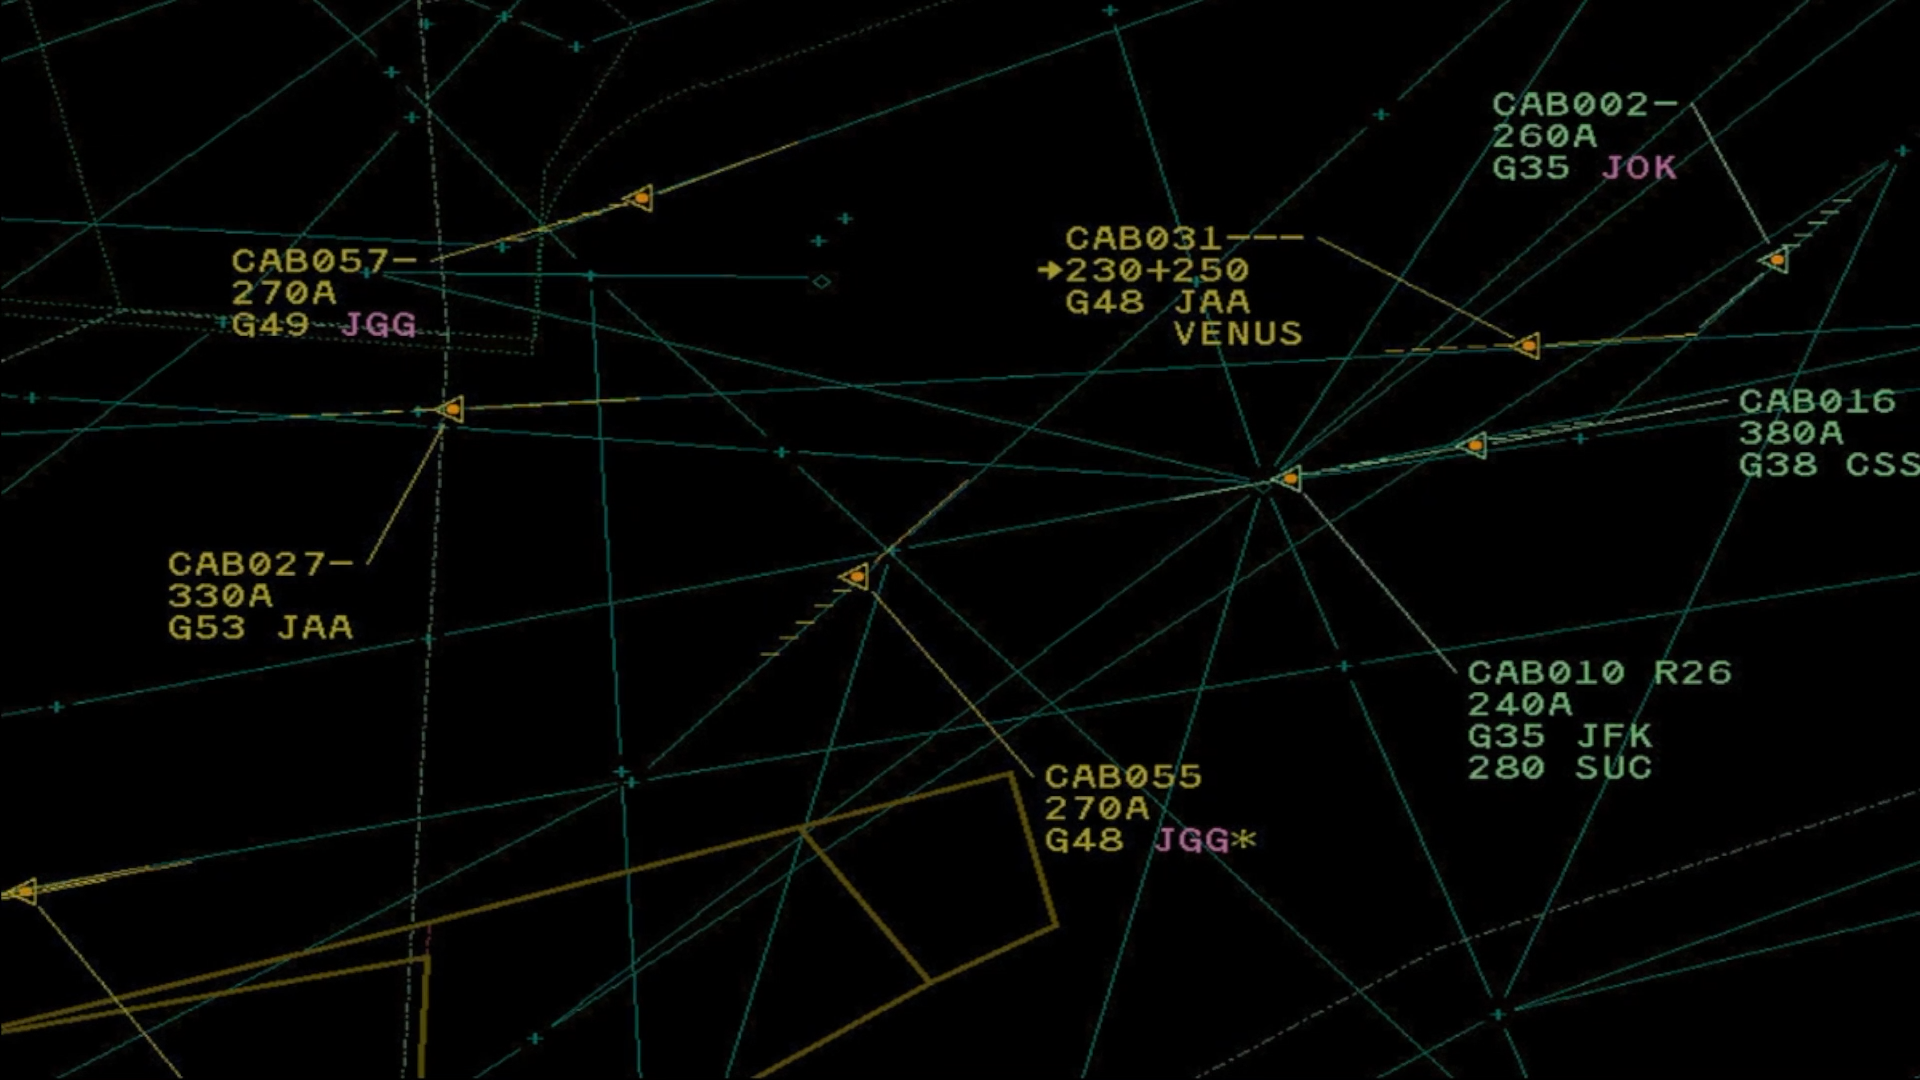 CAB002-
260A
G35 JOK
CAB031---
➔230+250
G48 JAA
VENUS
CAB057-
270A
G49 JGG
CAB016
380A
G38 CSS
CAB027-
330A
G53 JAA
CAB010 R26
240A
G35 JFK
280 SUC
CAB055
270A
G48 JGG*